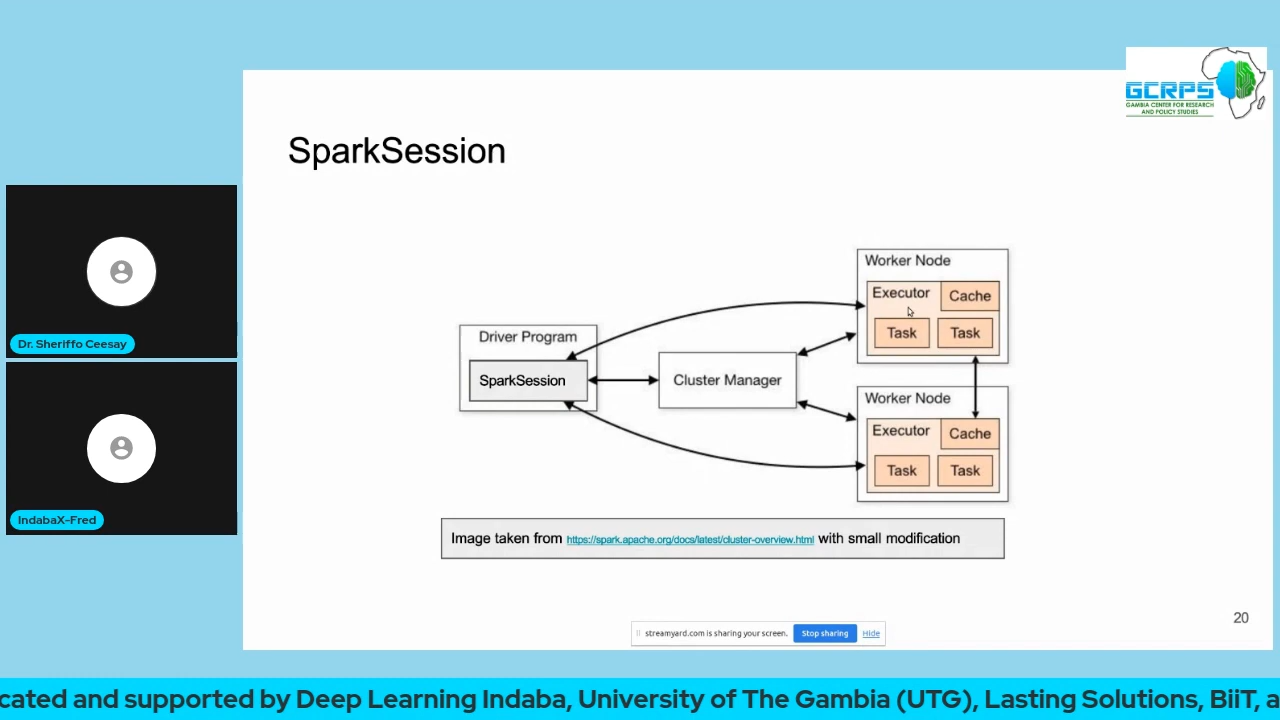 GCRPS
GAMBIA CENTER FOR RESEARCH
AND POLICY STUDIES
SparkSession
Dr. Sheriffo Ceesay
IndabaX-Fred
Driver Program
SparkSession
Cluster Manager
Worker Node
Executor
Cache
Task
Task
Worker Node
Executor
Cache
Task
Task
Image taken from https://spark.apache.org/docs/latest/cluster-overview.html with small modification
20
streamyard.com is sharing your screen. Stop sharing Hide
cated and supported by Deep Learning Indaba, University of The Gambia (UTG), Lasting Solutions, BiiT, a